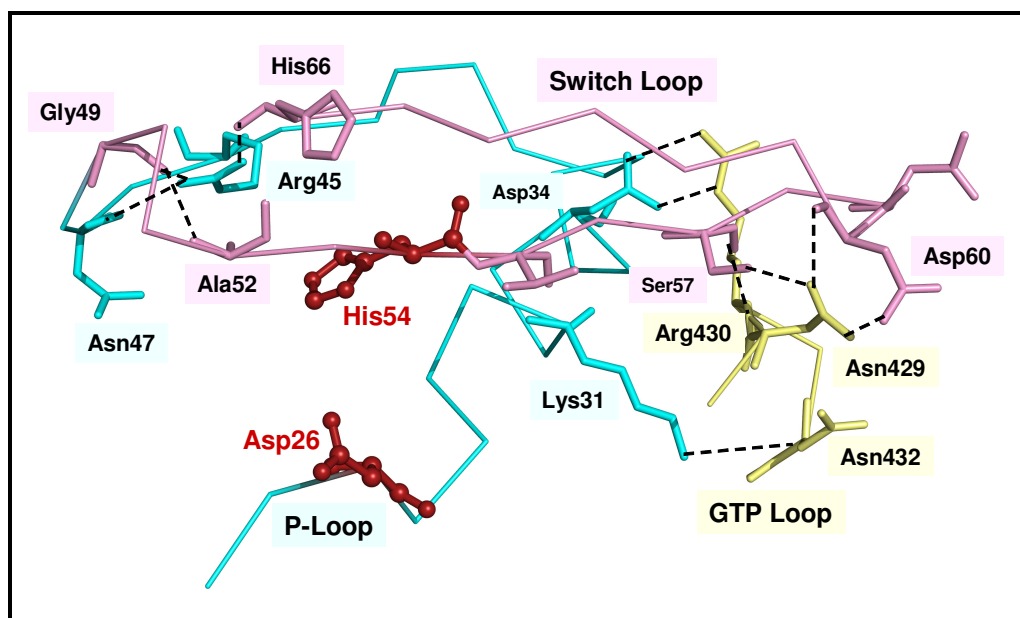 His66
Switch Loop
Gly49
Arg45
Asp34
Ala52
Ser57
Asp60
His54
Arg430
Asn47
Asn429
Lys31
Asp26
Asn432
P-Loop
GTP Loop